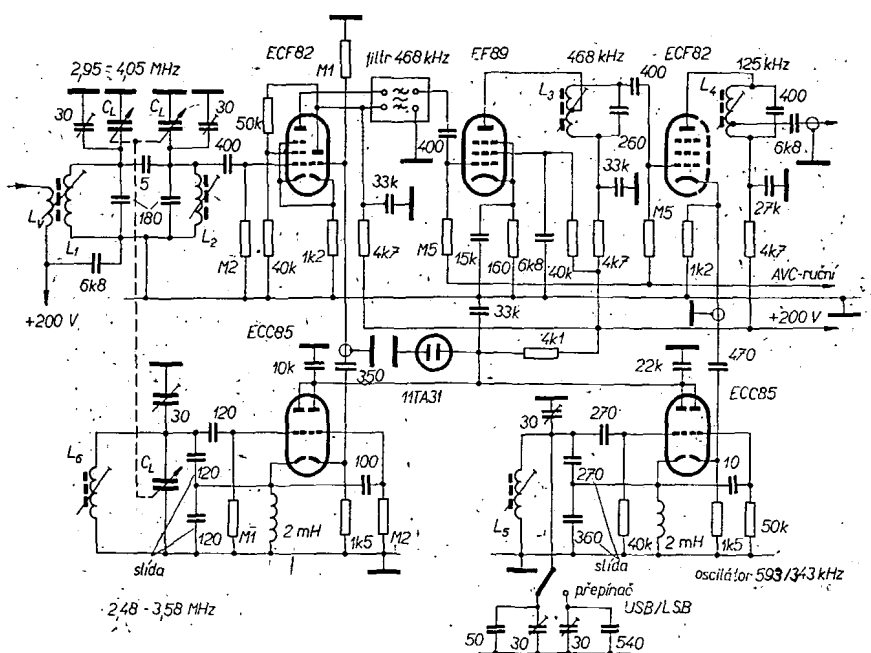 ECF82
filtr 468 kHz
EF89
468 kHz
ECF82
125 kHz
2,95 ÷ 4,05 MHz
M1
30
CL
CL
30
50k
400
L3
400
L4
400
260
6k8
5
400
180
33k
33k
27k
Lv
L1
L2
M2
40k
1k2
4k7
M5
15k
160
6k8
40k
4k7
M5
1k2
4k7
6k8
AVC-ruční
+200 V
+200 V
ECC85
33k
4k1
10k
350
11TA31
22k
470
ECC85
30
120
30
270
L6
CL
120
100
270
10
120
M1
2 mH
1k5
M2
L5
360
40k
2 mH
1k5
50k
slída
slída
oscilátor 593/343 kHz
2,48 - 3,58 MHz
přepínač
USB/LSB
50
30
30
540